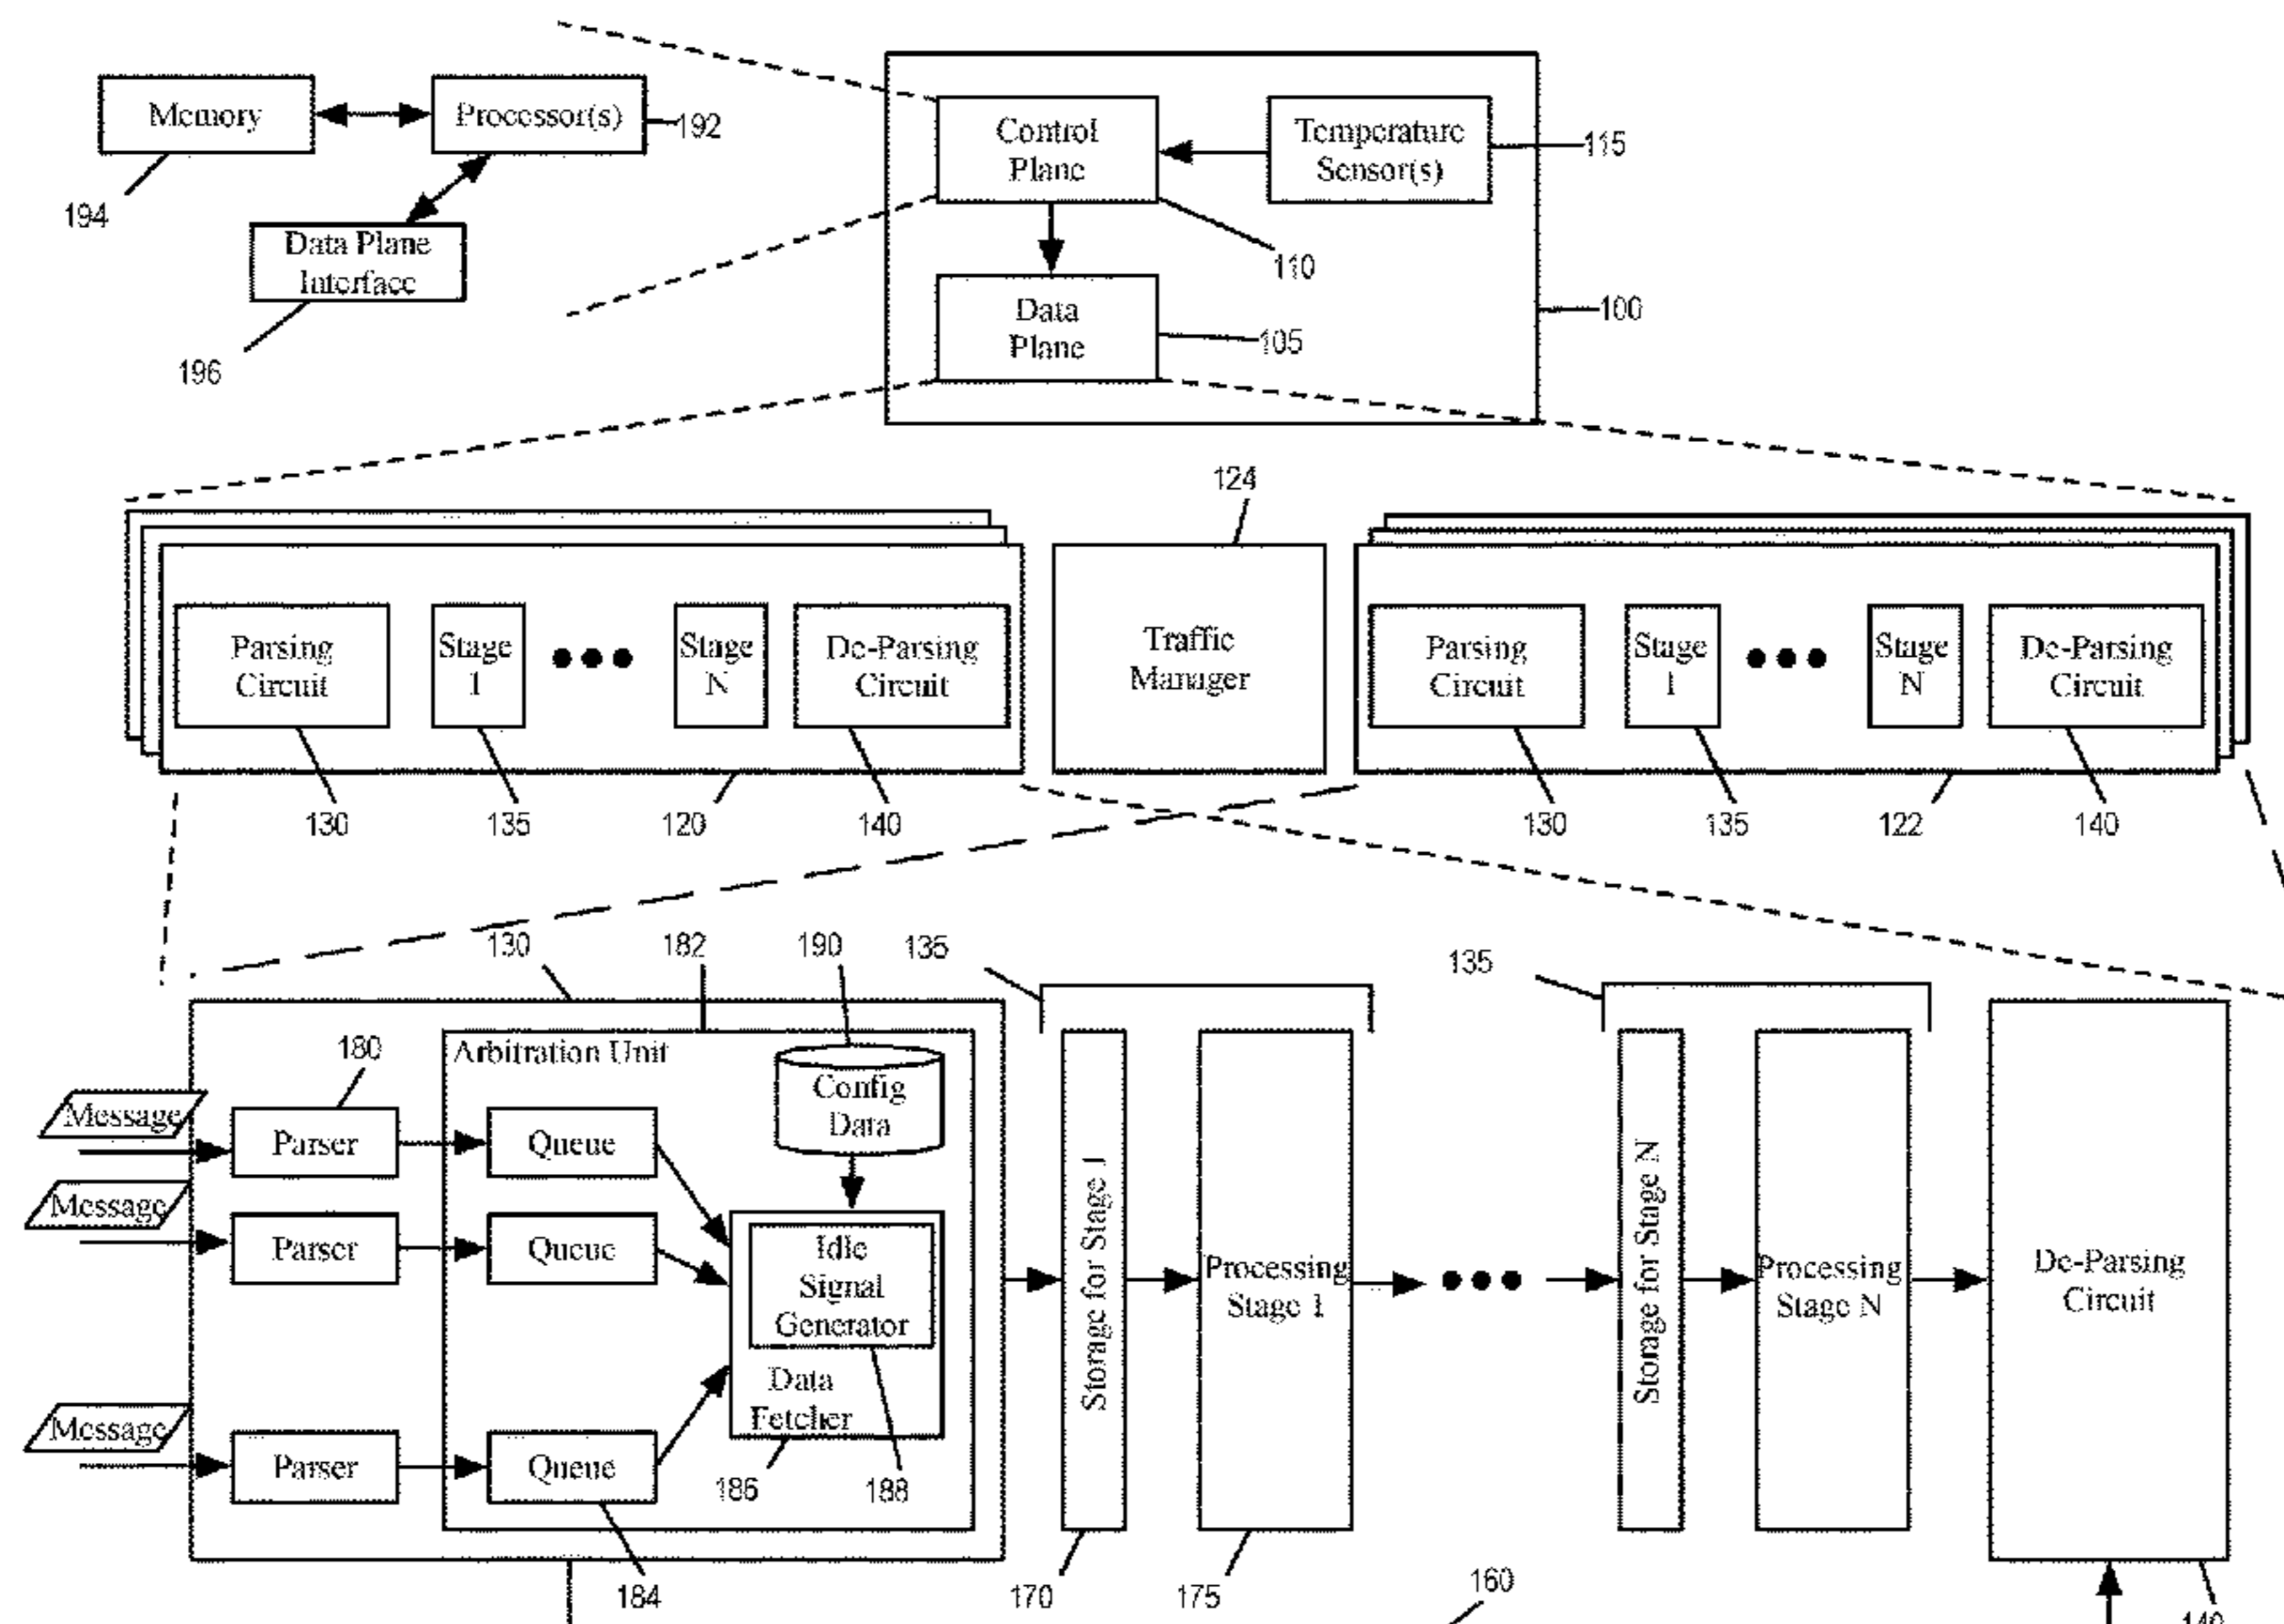 Memory
Processor(s)
192
194
Data Plane
Interface
196
Control
Plane
Temperature
Sensor(s)
115
110
Data
Plane
105
100
124
Parsing
Circuit
Stage
1
Stage
N
De-Parsing
Circuit
Traffic
Manager
Parsing
Circuit
Stage
1
Stage
N
De-Parsing
Circuit
130
135
120
140
130
135
122
140
130
182
190
135
135
180
Arbitration Unit
Config
Data
Message
Parser
Queue
Message
Parser
Queue
Idle
Signal
Generator
Data
Fetcher
Message
Parser
Queue
186
188
184
Storage for Stage 1
Processing
Stage 1
Storage for Stage N
Processing
Stage N
De-Parsing
Circuit
170
175
160
140